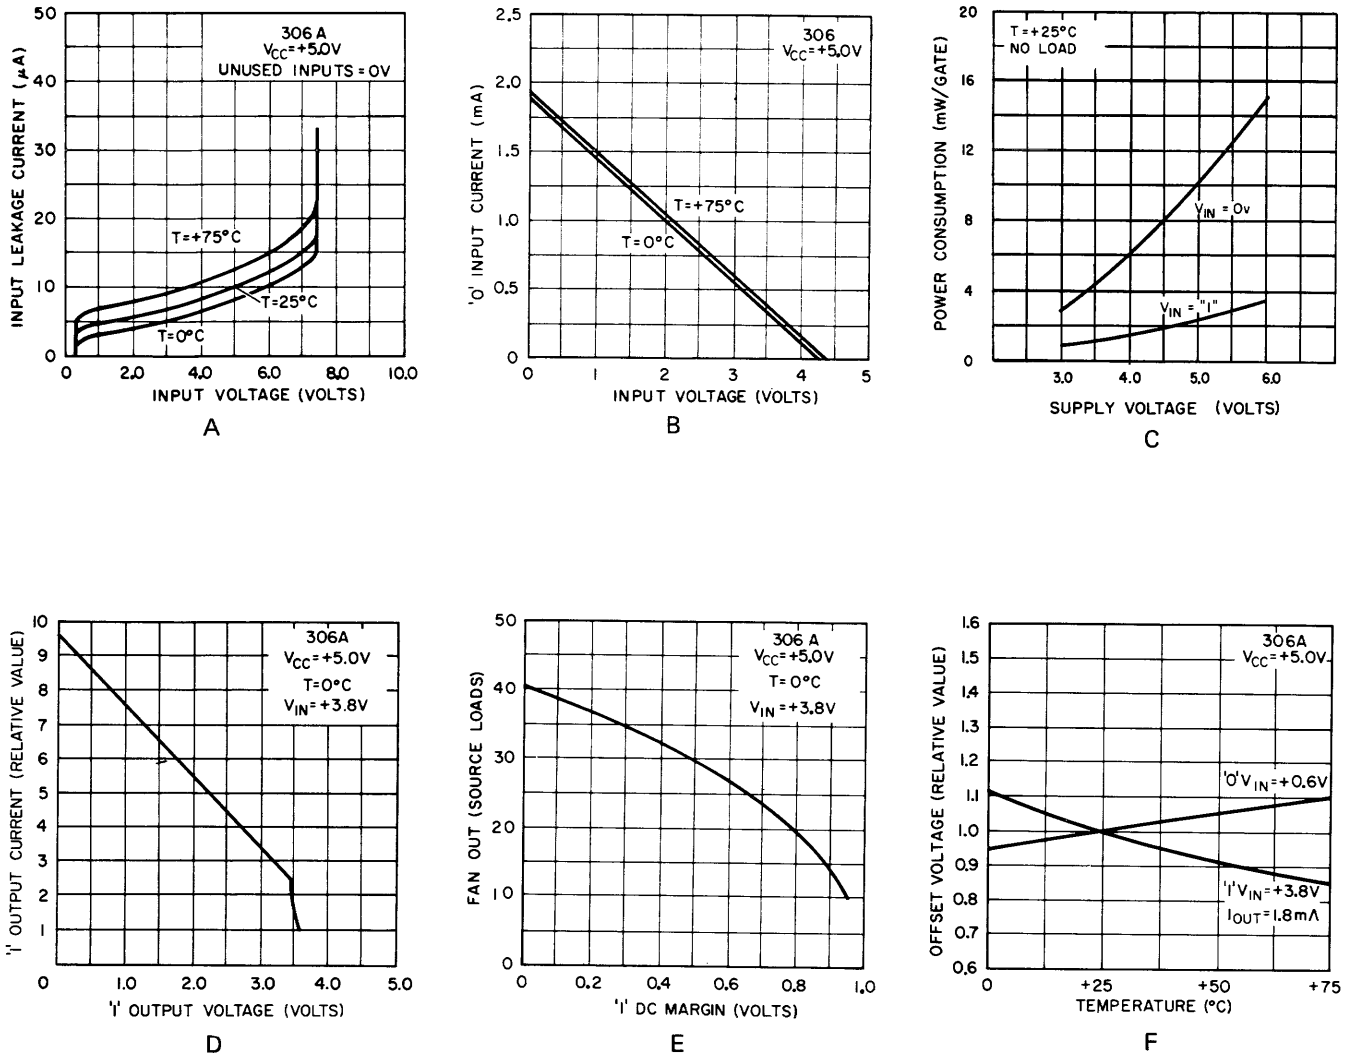 INPUT LEAKAGE CURRENT (μA)
50
40
30
20
10
0
306A
VCC=+5.0V
UNUSED INPUTS=0V
T=+75°C
T=25°C
T=0°C
0 2.0 4.0 6.0 8.0 10.0
INPUT VOLTAGE (VOLTS)
A
'0' INPUT CURRENT (mA)
2.5
2.0
1.5
1.0
0.5
0
306
VCC=+5.0V
T=+75°C
T=0°C
0 1 2 3 4 5
INPUT VOLTAGE (VOLTS)
B
POWER CONSUMPTION (mW/GATE)
20
16
12
8
4
0
T=+25°C
NO LOAD
VIN=0v
VIN="1"
3.0 4.0 5.0 6.0
SUPPLY VOLTAGE (VOLTS)
C
'1' OUTPUT CURRENT (RELATIVE VALUE)
10
9
8
7
6
5
4
3
2
1
306A
VCC=+5.0V
T=0°C
VIN=+3.8V
0 1.0 2.0 3.0 4.0 5.0
'1' OUTPUT VOLTAGE (VOLTS)
D
FAN OUT (SOURCE LOADS)
50
40
30
20
10
0
306A
VCC=+5.0V
T=0°C
VIN=+3.8V
0 0.2 0.4 0.6 0.8 1.0
'1' DC MARGIN (VOLTS)
E
OFFSET VOLTAGE (RELATIVE VALUE)
1.6
1.5
1.4
1.3
1.2
1.1
1.0
0.9
0.8
0.7
0.6
306A
VCC=+5.0V
'0'VIN=+0.6V
'1'VIN=+3.8V
IOUT=1.8mA
0 +25 +50 +75
TEMPERATURE (°C)
F